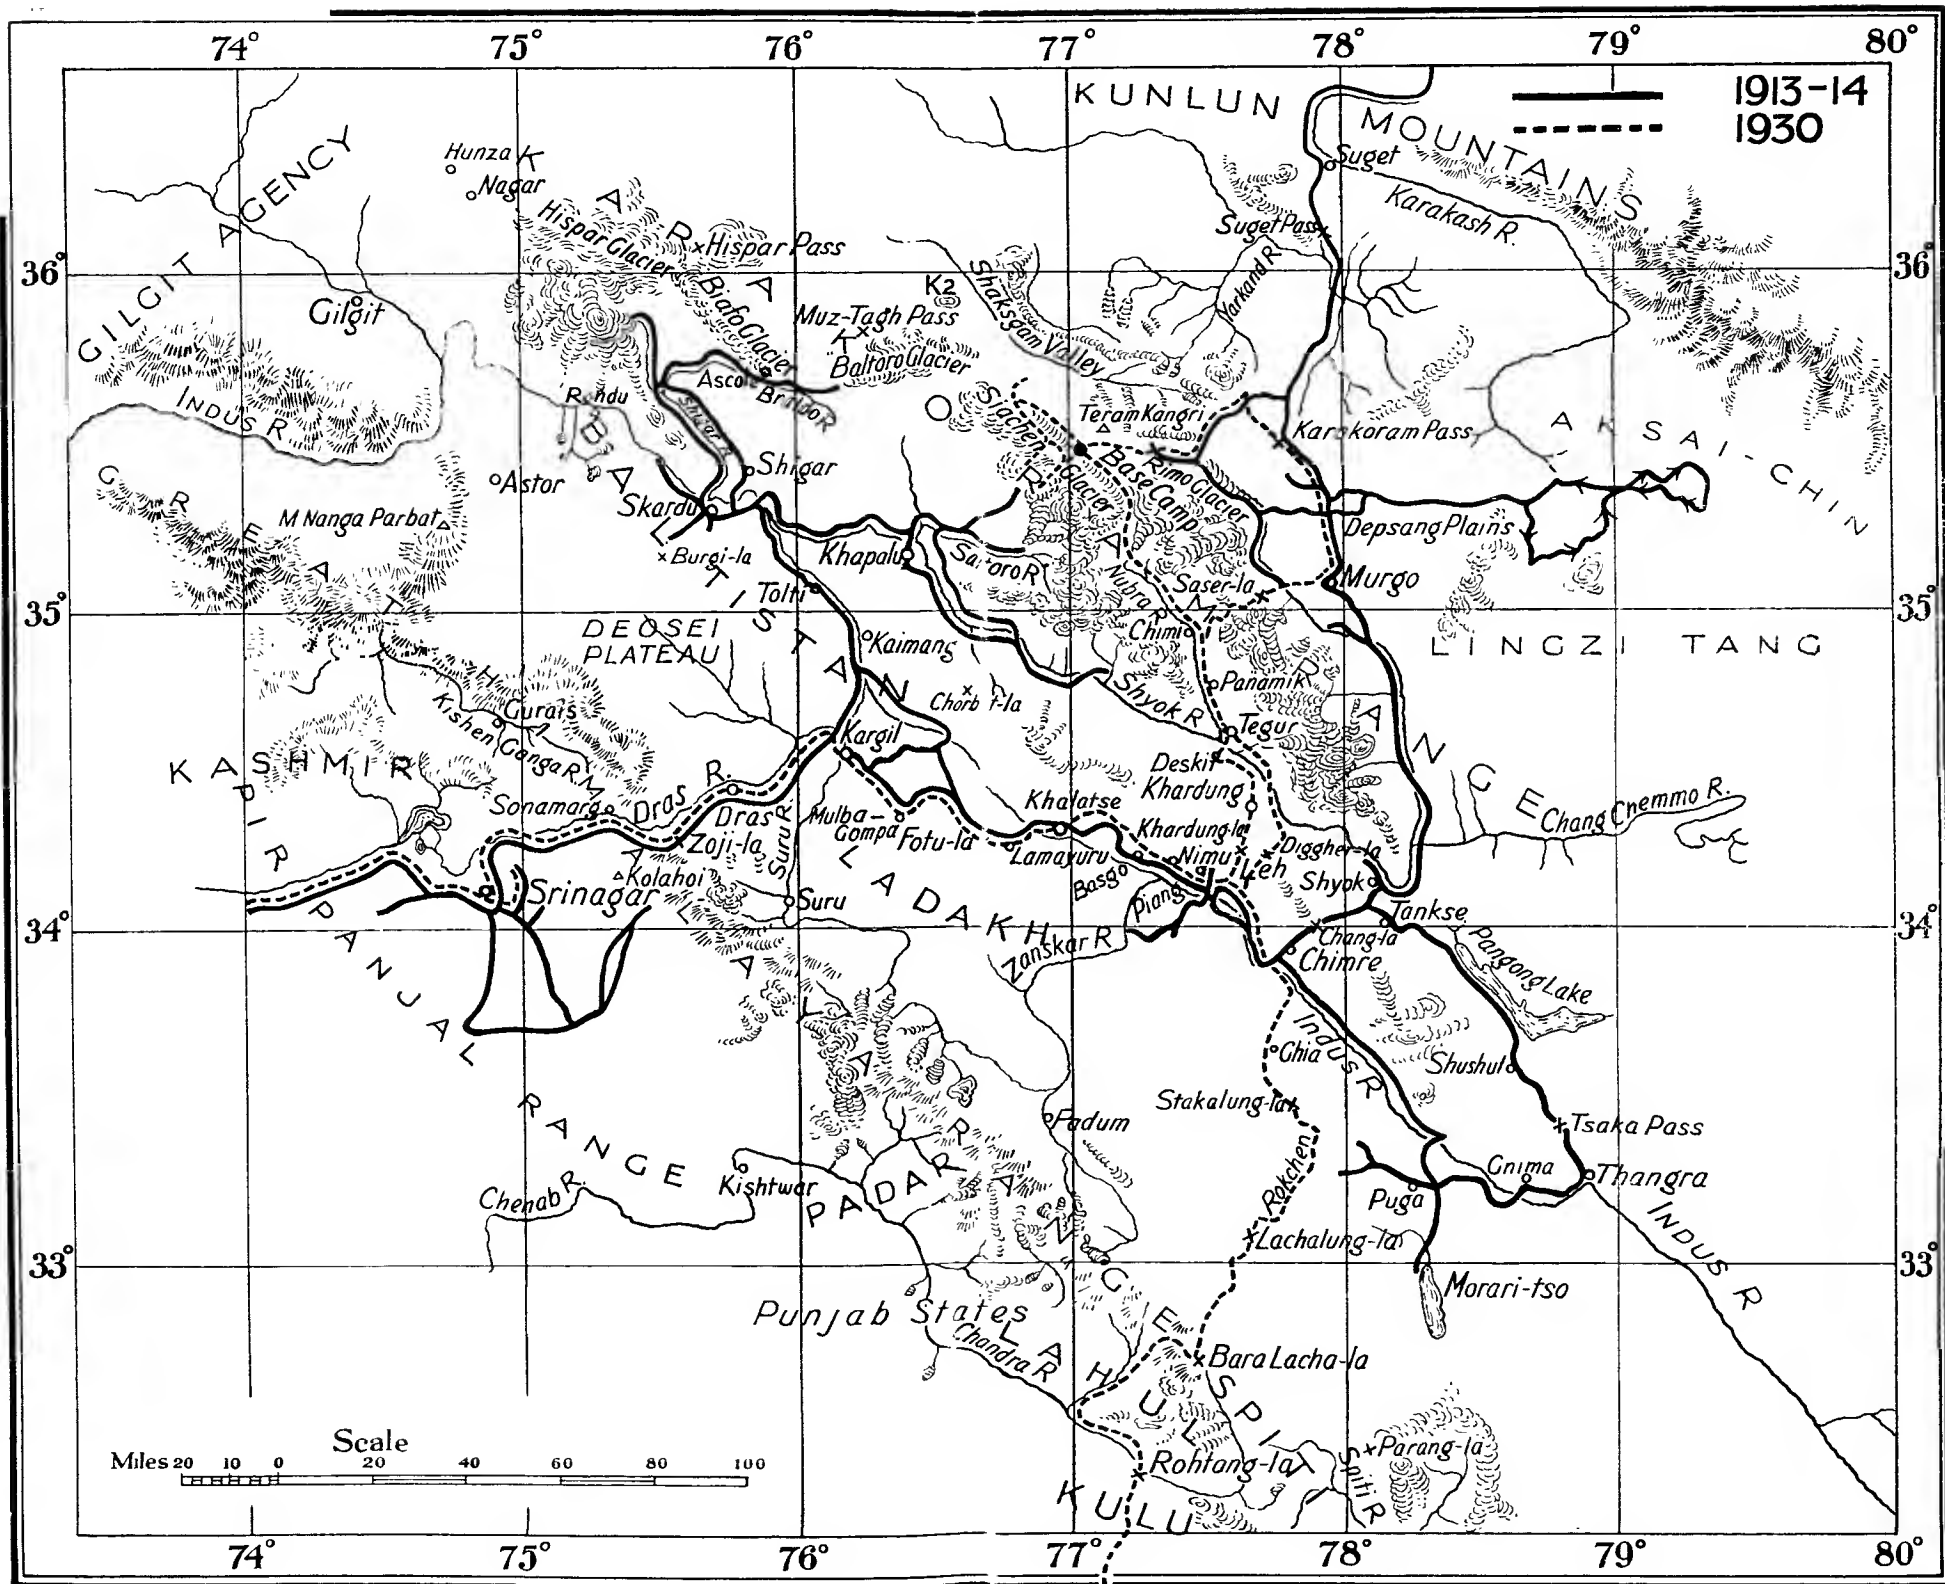 74° 75° 76° 77° 78° 79° 80°
1913-14
1930
KUNLUN MOUNTAINS
GILGIT AGENCY
Hunza
Nagar
KARAKORAM RANGE
Suget
Karakash R.
Hispar Glacier
Hispar Pass
Suget Pass
36° 36°
Gilgit
Biafo Glacier
K2
Shaksgam Valley
Yarkand R.
Muz-Tagh Pass
Baltoro Glacier
INDUS R.
Braldo R
Shigar R.
Siachen Glacier
Teram Kangri
Karakoram Pass
AKSAI-CHIN
Base Camp
Rimo Glacier
Astor
Shigar
Skardu
M Nanga Parbat
GREAT HIMALAYA RANGE
Burgi-la
BALTISTAN
Khapalu
Depsang Plains
Nubra R
Saser-la
Murgo
Tolti
35° 35°
DEOSEI
PLATEAU
Kaimang
Chimi
LINGZI TANG
Panamik
Chorbat-la
Shyok R
Kishen Ganga R.
Gurais
Tegur
KASHMIR
Kargil
Deskit
Khardung
Chang Chemmo R.
Sonamarg
Dras R.
Dras
Mulba-
Gompa
Fotu-la
Khalatse
Khardung-la
Diggher-la
Zoji-la
Suru R.
Lamayuru
Nimu
Leh
Basgo
Piang
Shyok
Kolahoi
Srinagar
Suru
LADAKH
Tankse
34° 34°
Zanskar R
Chang-la
Chimre
Pangong Lake
PIR PANJAL RANGE
Indus R
Ghia
Shushul
Stakalung-la
Padum
Tsaka Pass
Rokchen
Gnima
Thangra
Puga
Chenab R.
Kishtwar
PADAR
INDUS R
Lachalung-la
33° 33°
Morari-tso
Punjab States
Chandra R
LAHUL
Bara Lacha-la
SPITI
Scale
Miles 20 10 0 20 40 60 80 100
Parang-la
Spiti R
Rohtang-la
KULU
74° 75° 76° 77° 78° 79° 80°